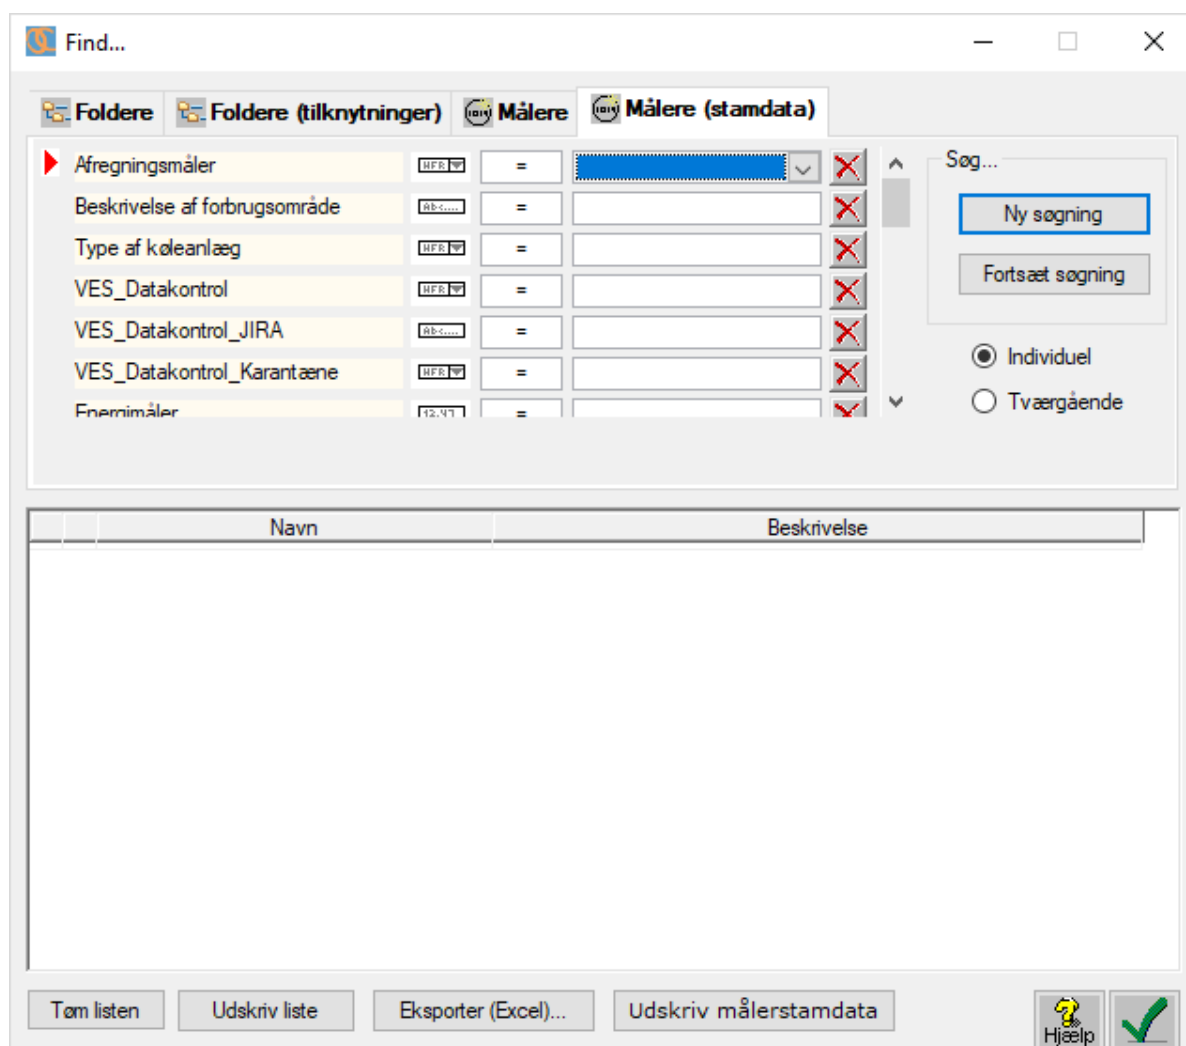 Find...
Foldere Foldere (tilknytninger) Målere Målere (stamdata)
Afregningsmåler =
Beskrivelse af forbrugsområde =
Type af køleanlæg =
VES_Datakontrol =
VES_Datakontrol_JIRA =
VES_Datakontrol_Karantæne =
Energimåler =
Søg...
Ny søgning
Fortsæt søgning
Individuel
Tværgående
Navn Beskrivelse
Tøm listen Udskriv liste Eksporter (Excel)... Udskriv målerstamdata
Hjælp